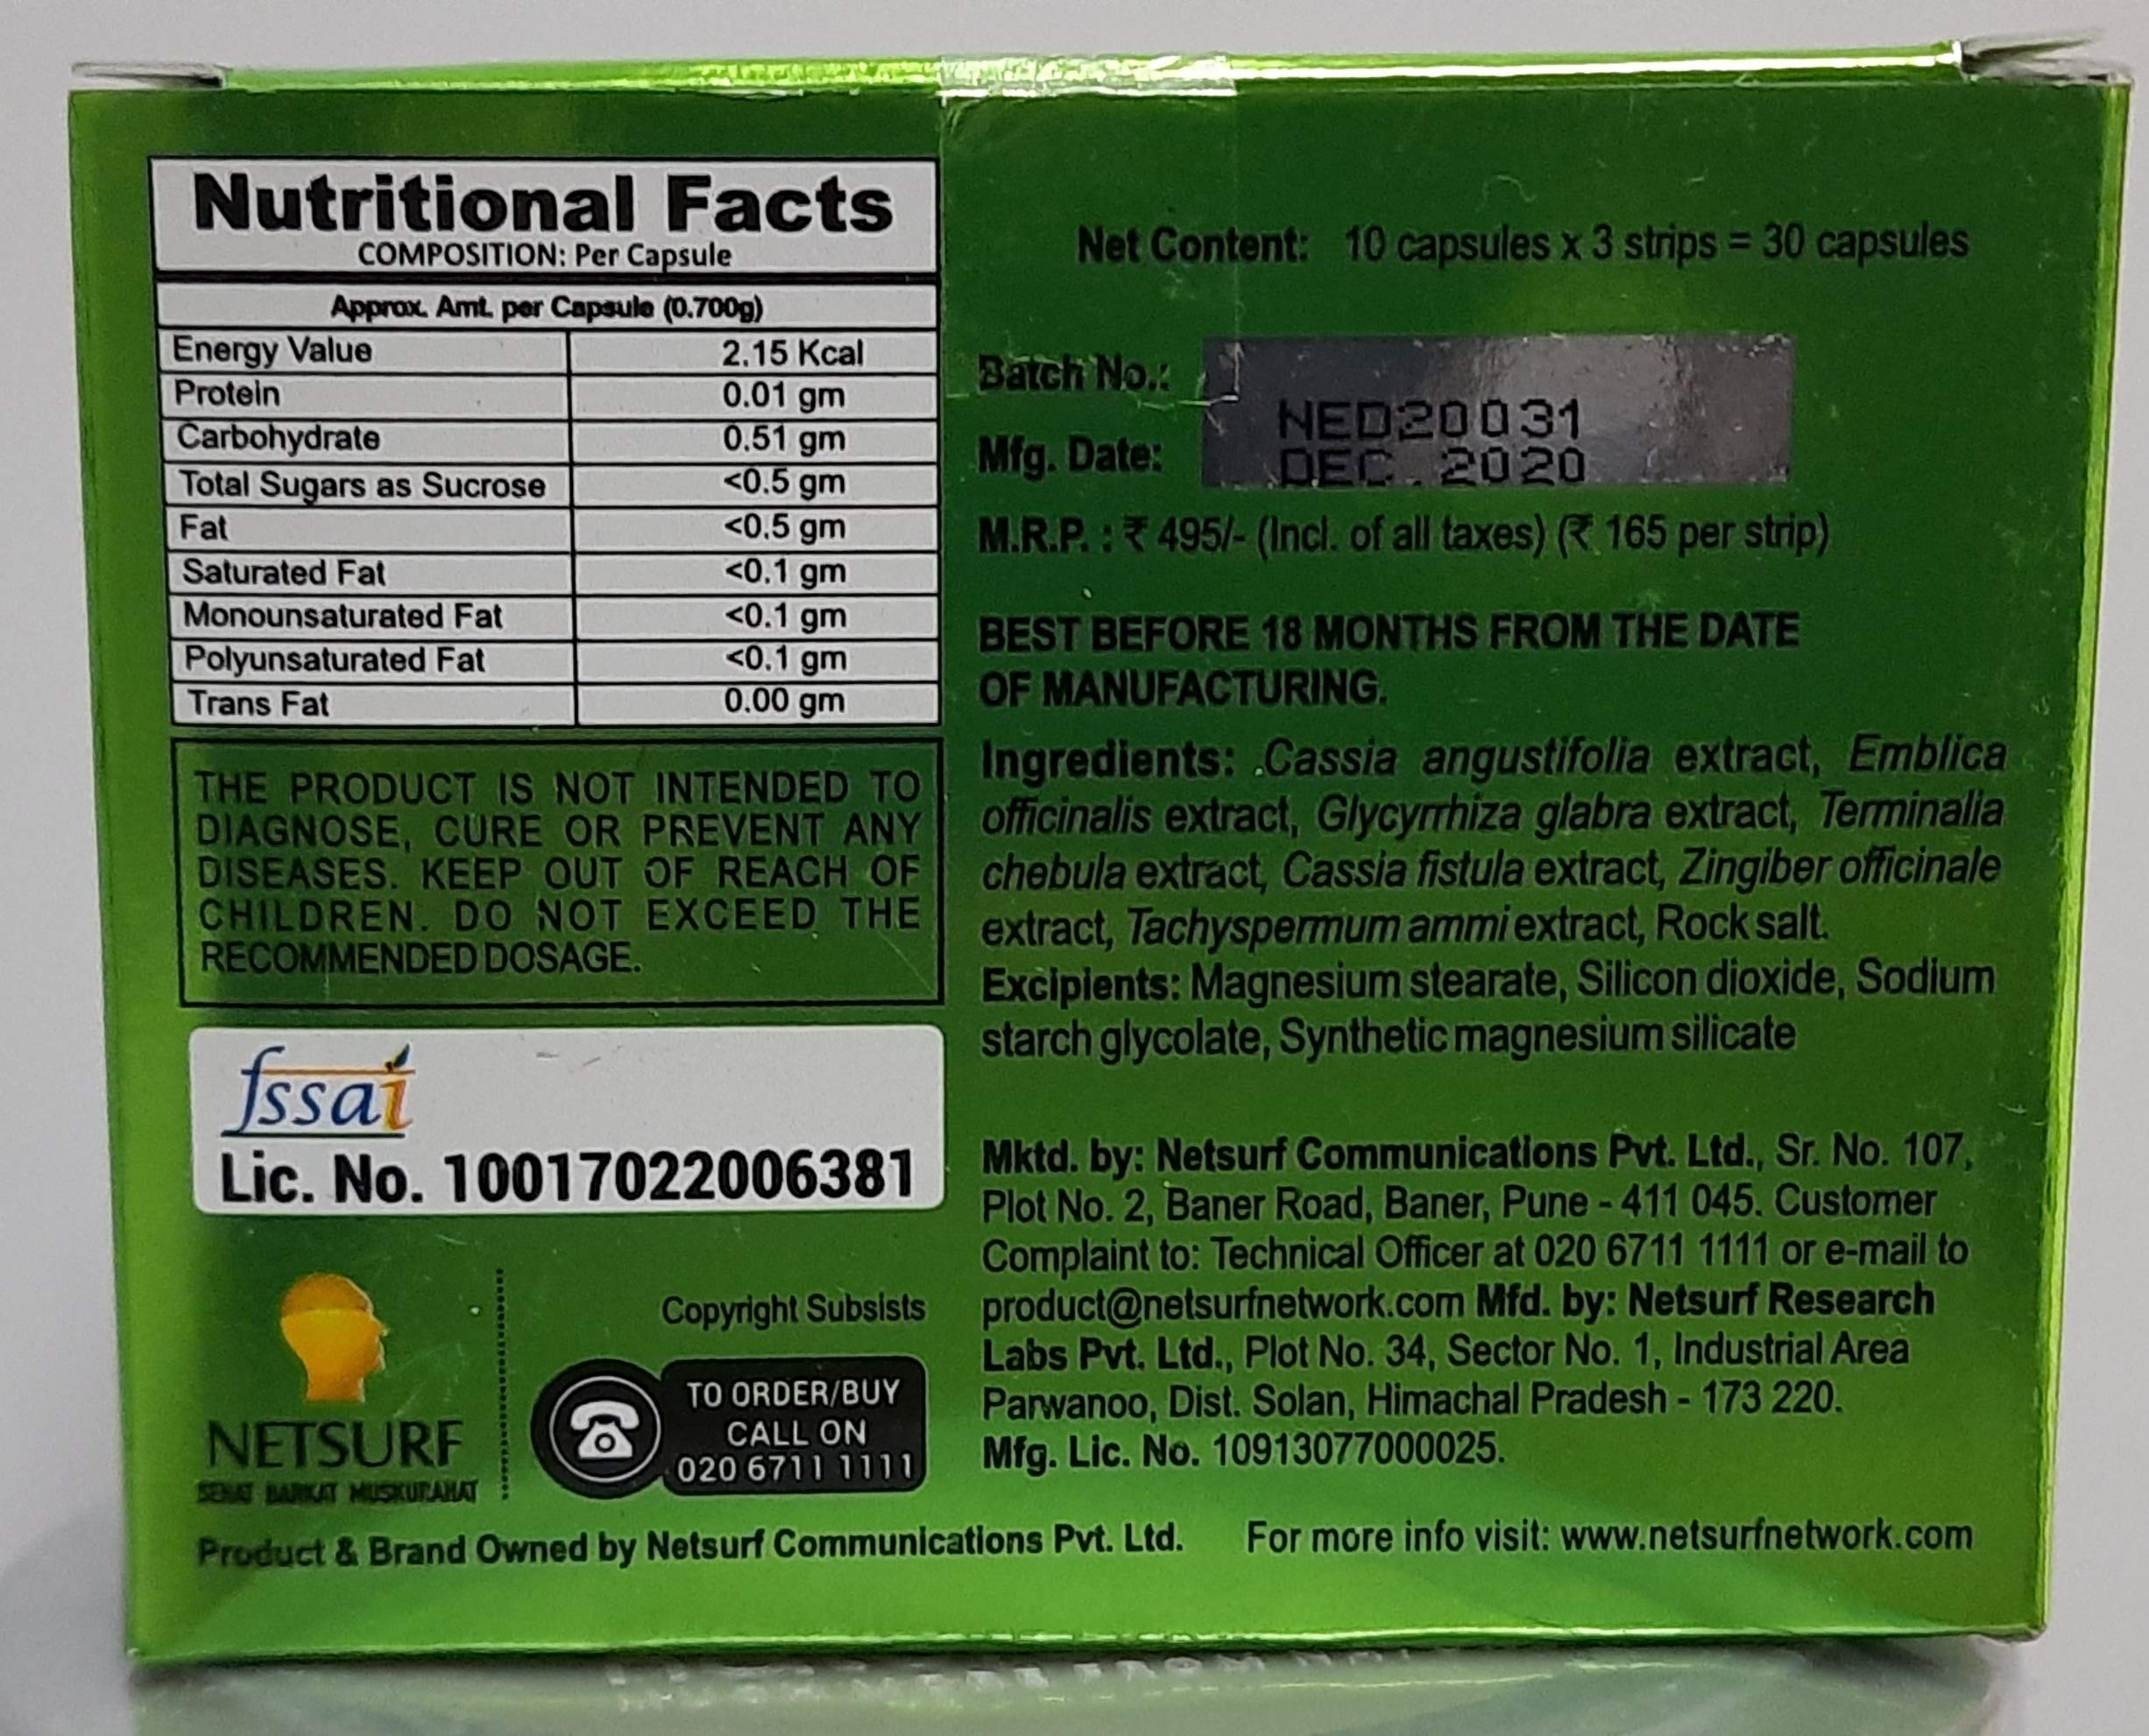 Nutritional Facts
COMPOSITION: Per Capsule
Approx. Amt. per Capsule (0.700g)
Energy Value 2.15 Kcal
Protein 0.01 gm
Carbohydrate 0.51 gm
Total Sugars as Sucrose <0.5 gm
Fat <0.5 gm
Saturated Fat <0.1 gm
Monounsaturated Fat <0.1 gm
Polyunsaturated Fat <0.1 gm
Trans Fat 0.00 gm
THE PRODUCT IS NOT INTENDED TO
DIAGNOSE, CURE OR PREVENT ANY
DISEASES. KEEP OUT OF REACH OF
CHILDREN. DO NOT EXCEED THE
RECOMMENDED DOSAGE.
fssai
Lic. No. 10017022006381
NETSURF
SEHAT BARKAT MUSKURAHAT
Copyright Subsists
TO ORDER/BUY
CALL ON
020 6711 1111
Net Content: 10 capsules x 3 strips = 30 capsules
Batch No.: NED20031
Mfg. Date: DEC. 2020
M.R.P. : ₹ 495/- (Incl. of all taxes) (₹ 165 per strip)
BEST BEFORE 18 MONTHS FROM THE DATE
OF MANUFACTURING.
Ingredients: .Cassia angustifolia extract, Emblica
officinalis extract, Glycyrrhiza glabra extract, Terminalia
chebula extract, Cassia fistula extract, Zingiber officinale
extract, Tachyspermum ammi extract, Rock salt.
Excipients: Magnesium stearate, Silicon dioxide, Sodium
starch glycolate, Synthetic magnesium silicate
Mktd. by: Netsurf Communications Pvt. Ltd., Sr. No. 107,
Plot No. 2, Baner Road, Baner, Pune - 411 045. Customer
Complaint to: Technical Officer at 020 6711 1111 or e-mail to
product@netsurfnetwork.com Mfd. by: Netsurf Research
Labs Pvt. Ltd., Plot No. 34, Sector No. 1, Industrial Area
Parwanoo, Dist. Solan, Himachal Pradesh - 173 220.
Mfg. Lic. No. 10913077000025.
Product & Brand Owned by Netsurf Communications Pvt. Ltd. For more info visit: www.netsurfnetwork.com